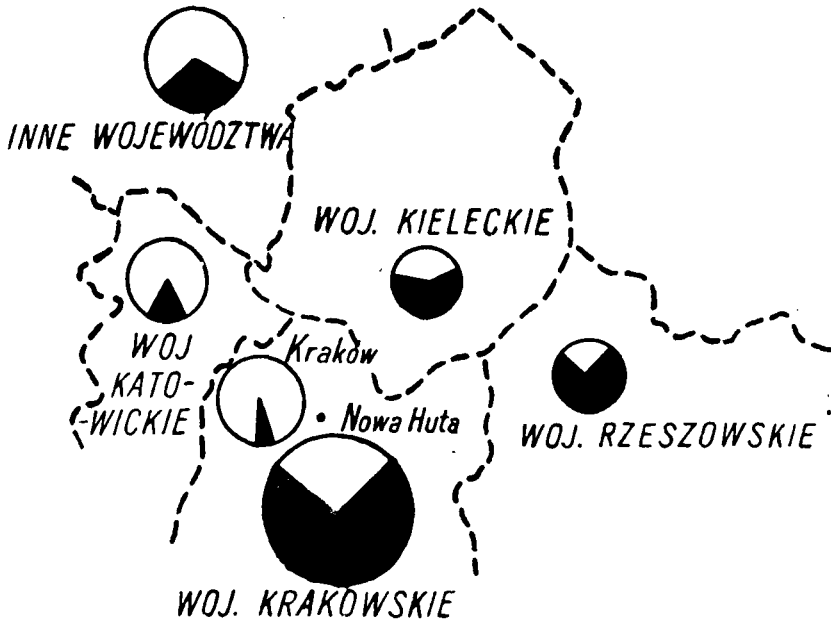 INNE WOJEWÓDZTWA
WOJ. KIELECKIE
WOJ
KATO-
-WICKIE
Kraków
Nowa Huta
WOJ. RZESZOWSKIE
WOJ. KRAKOWSKIE